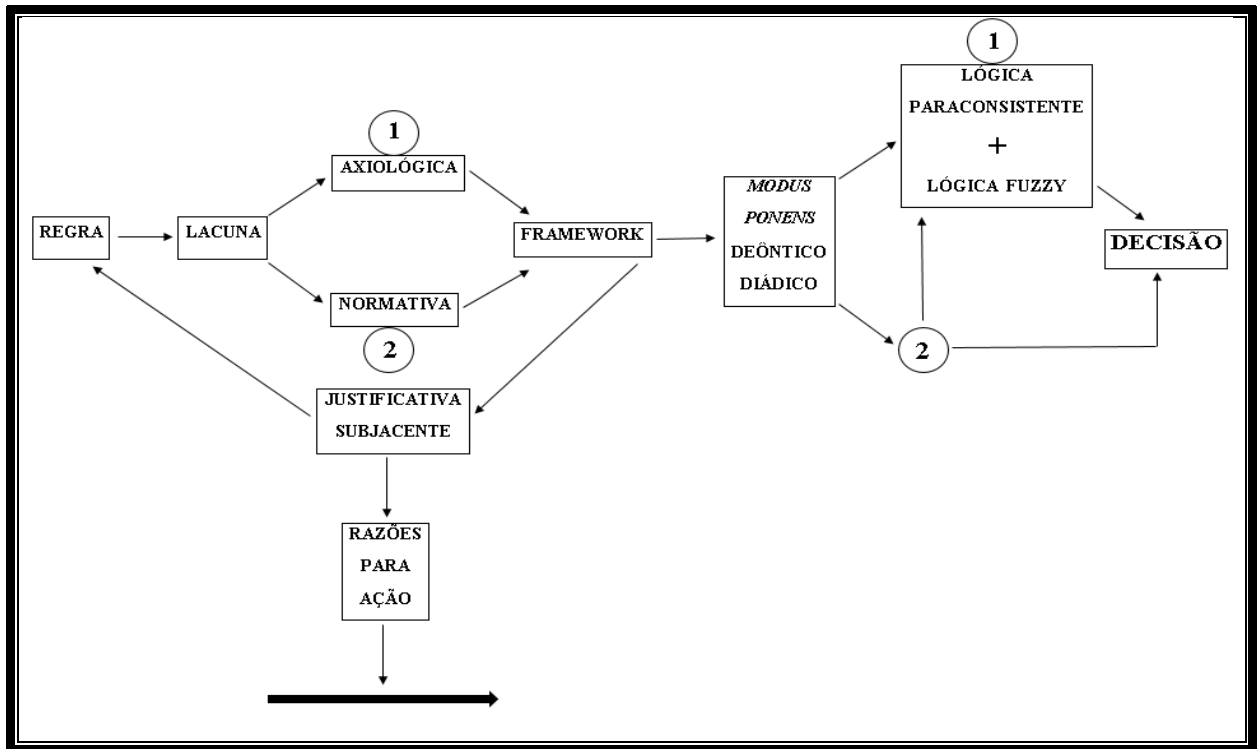 1
LÓGICA
PARACONSISTENTE
+
LÓGICA FUZZY
1
AXIOLÓGICA
MODUS
PONENS
DEÔNTICO
DIÁDICO
REGRA
LACUNA
FRAMEWORK
DECISÃO
NORMATIVA
2
2
JUSTIFICATIVA
SUBJACENTE
RAZÕES
PARA
AÇÃO